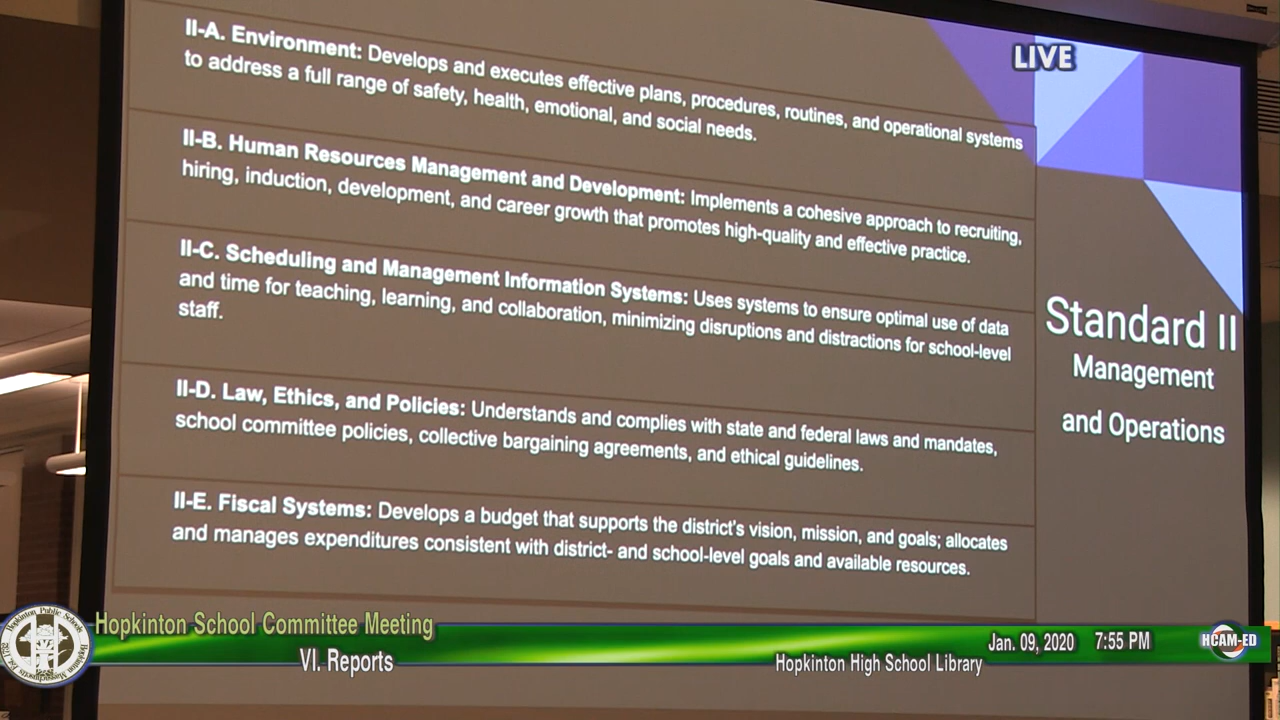 LIVE
II-A. Environment: Develops and executes effective plans, procedures, routines, and operational systems
to address a full range of safety, health, emotional, and social needs.
II-B. Human Resources Management and Development: Implements a cohesive approach to recruiting,
hiring, induction, development, and career growth that promotes high-quality and effective practice.
II-C. Scheduling and Management Information Systems: Uses systems to ensure optimal use of data
and time for teaching, learning, and collaboration, minimizing disruptions and distractions for school-level
staff.
II-D. Law, Ethics, and Policies: Understands and complies with state and federal laws and mandates,
school committee policies, collective bargaining agreements, and ethical guidelines.
II-E. Fiscal Systems: Develops a budget that supports the district's vision, mission, and goals; allocates
and manages expenditures consistent with district- and school-level goals and available resources.
Standard II
Management
and Operations
Hopkinton School Committee Meeting
VI. Reports
Jan. 09, 2020 7:55 PM
Hopkinton High School Library
HCAM-ED
Hopkinton Public Schools
H